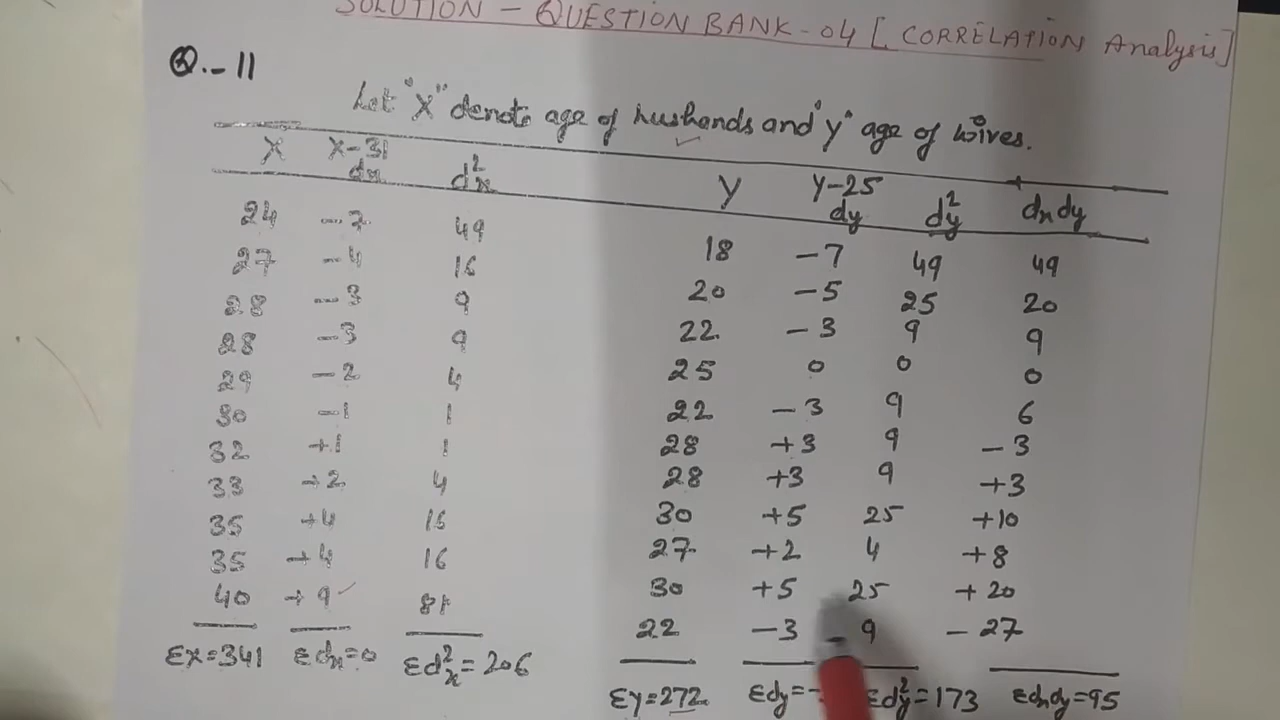 SOLUTION - QUESTION BANK-04 [ CORRELATION Analysis]
Q.-11
Let "X" denote age of husbands and "Y" age of wives.
X X-31 dx d²x Y Y-25 dy d²y dxdy
24 -7 49 18 -7 49 49
27 -4 16 20 -5 25 20
28 -3 9 22 -3 9 9
28 -3 9 25 0 0 0
29 -2 4 22 -3 9 6
30 -1 1 28 +3 9 -3
32 +1 1 28 +3 9 +3
33 +2 4 30 +5 25 +10
35 +4 16 27 +2 4 +8
35 +4 16 30 +5 25 +20
40 +9 81 22 -3 9 -27
Σx=341 Σdx=0 Σd²x=206 Σy=272 Σdy=- Σd²y=173 Σdxdy=95